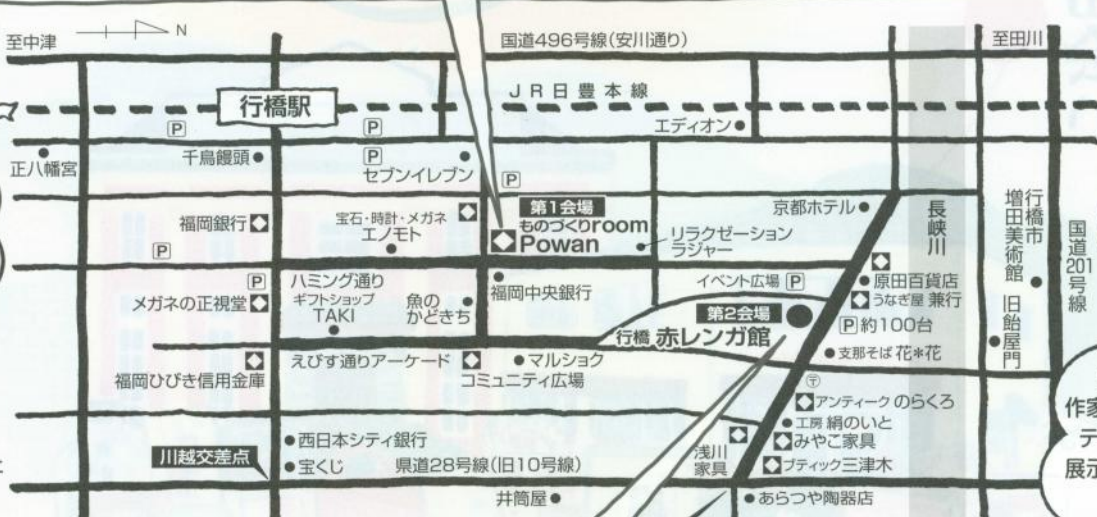 至中津
N
国道496号線(安川通り)
至田川
JR日豊本線
行橋駅
P
P
エディオン
正八幡宮
千鳥饅頭
P
セブンイレブン
P
福岡銀行
宝石・時計・メガネ
エノモト
第1会場
ものづくりroom
Powan
リラクゼーション
ラジャー
京都ホテル
長峡川
行橋市
増田美術館
旧飴屋門
国道201号線
P
P
ハミング通り
メガネの正視堂
ギフトショップ
TAKI
魚の
かどきち
福岡中央銀行
イベント広場 P
原田百貨店
うなぎ屋 兼行
第2会場
行橋 赤レンガ館
P 約100台
支那そば 花*花
福岡ひびき信用金庫
えびす通りアーケード
マルショク
コミュニティ広場
〒
アンティーク のらくろ
工房 絹のいと
みやこ家具
浅川
家具
ブティック三津木
西日本シティ銀行
川越交差点
宝くじ
県道28号線(旧10号線)
井筒屋
あらつや陶器店
作家
デ
展示